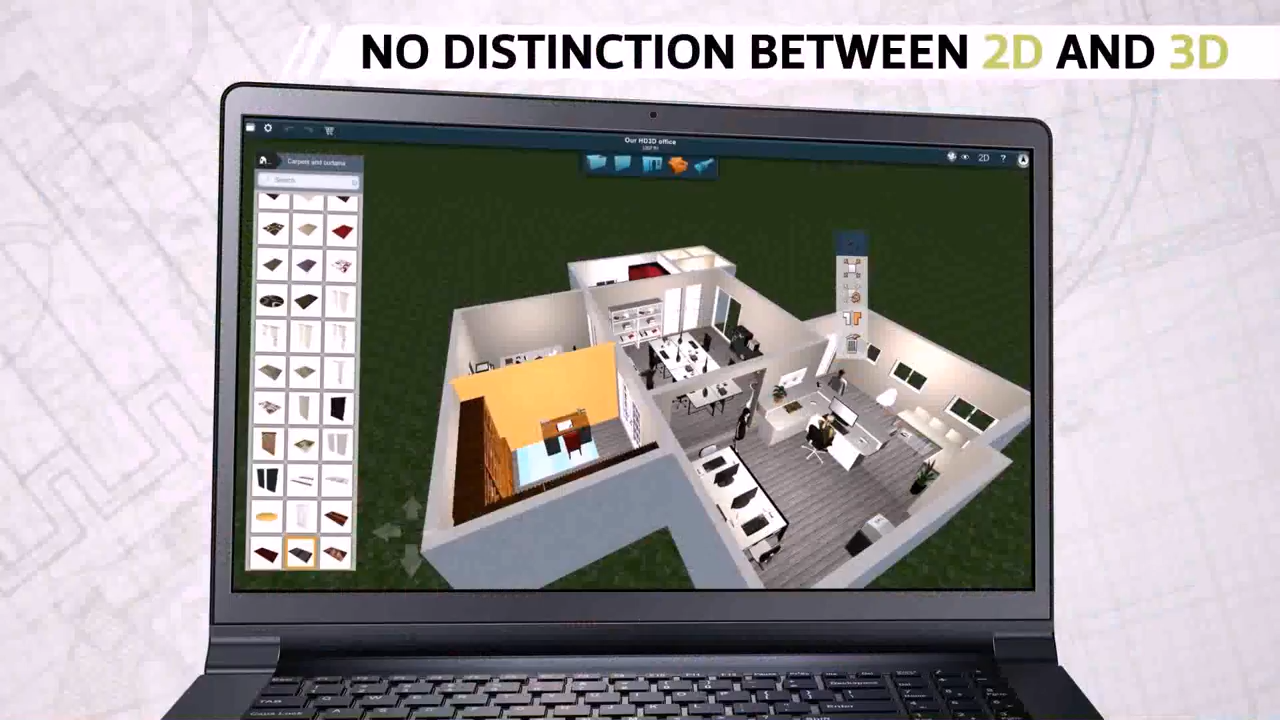 NO DISTINCTION BETWEEN 2D AND 3D
Our HD3D office
2D ?
Carpets and curtains
Search